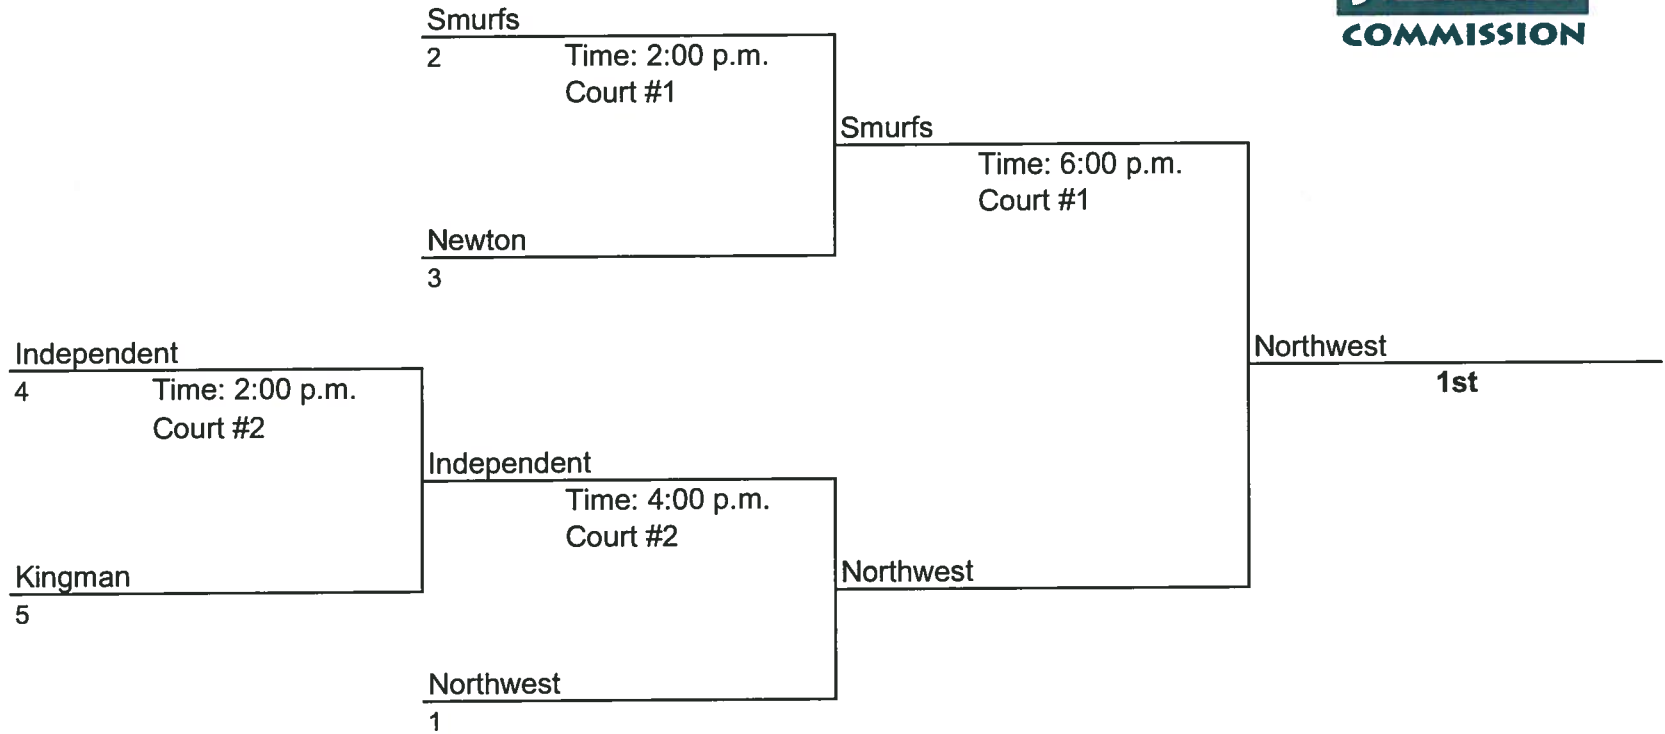 COMMISSION
Smurfs
2
Time: 2:00 p.m.
Court #1
Smurfs
Time: 6:00 p.m.
Court #1
Newton
3
Independent
4
Time: 2:00 p.m.
Court #2
Northwest
1st
Independent
Time: 4:00 p.m.
Court #2
Kingman
5
Northwest
Northwest
1